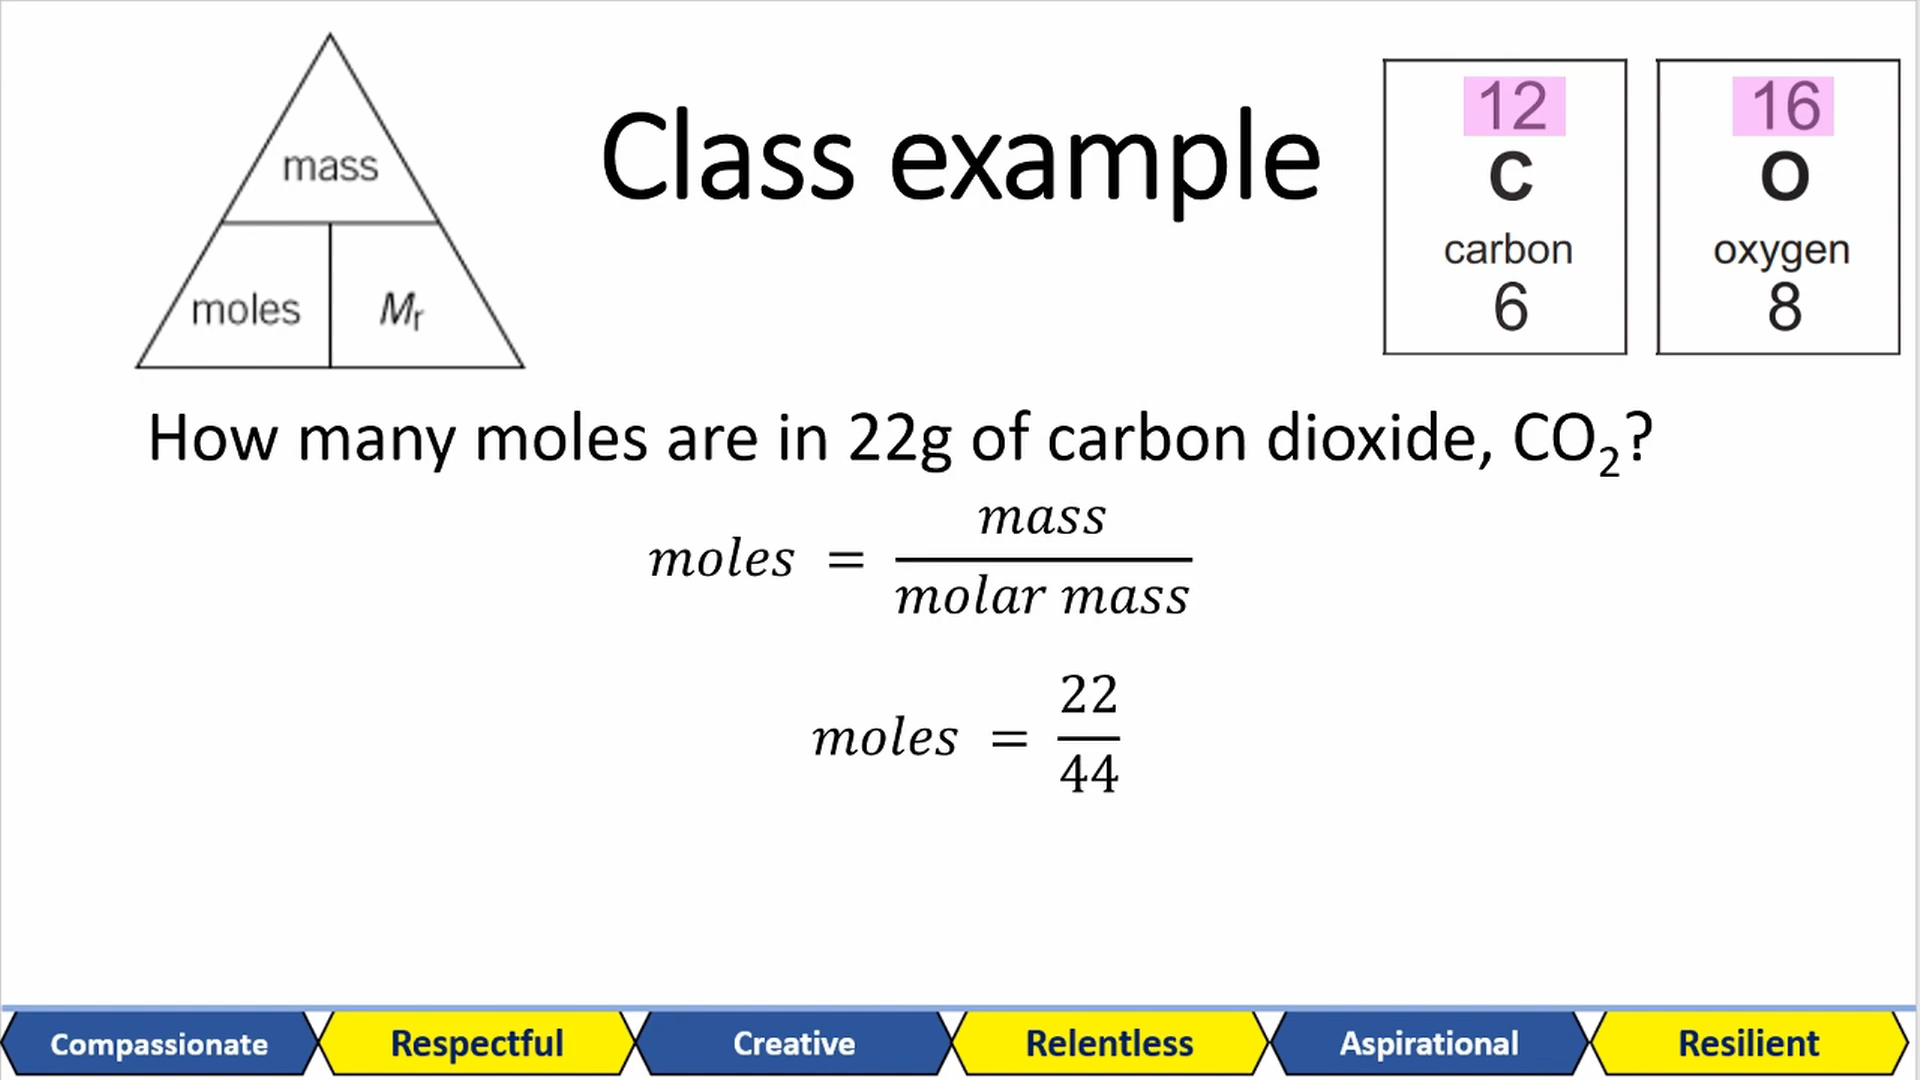 mass
moles
Mr
Class example
12
C
carbon
6
16
O
oxygen
8
How many moles are in 22g of carbon dioxide, CO₂?
moles = mass / molar mass
moles = 22 / 44
Compassionate Respectful Creative Relentless Aspirational Resilient